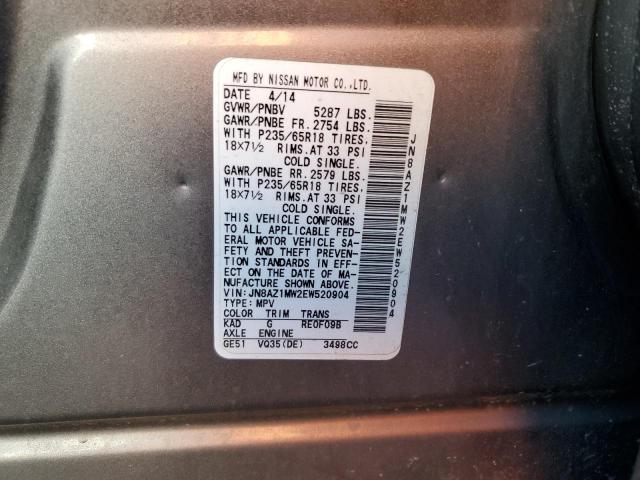 MFD BY NISSAN MOTOR CO.,LTD.
DATE 4/14
GVWR/PNBV 5287 LBS.
GAWR/PNBE FR. 2754 LBS.
WITH P235/65R18 TIRES,
18X7½ RIMS.AT 33 PSI
COLD SINGLE.
GAWR/PNBE RR. 2579 LBS.
WITH P235/65R18 TIRES,
18X7½ RIMS.AT 33 PSI
COLD SINGLE.
THIS VEHICLE CONFORMS
TO ALL APPLICABLE FED-
ERAL MOTOR VEHICLE SA-
FETY AND THEFT PREVEN-
TION STANDARDS IN EFF-
ECT ON THE DATE OF MA-
NUFACTURE SHOWN ABOVE.
VIN: JN8AZ1MW2EW520904
TYPE: MPV
COLOR TRIM TRANS
KAD G RE0F09B
AXLE ENGINE
GE51 VQ35(DE) 3498CC
JN8AZ1MW2EW520904